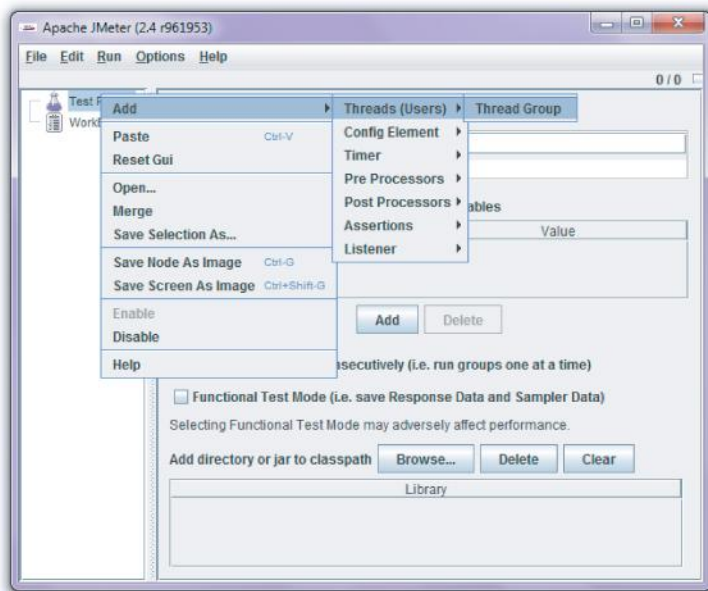 Apache JMeter (2.4 r961953)
File Edit Run Options Help
0 / 0
Test P
WorkB
Add
Paste Ctrl-V
Reset Gui
Open...
Merge
Save Selection As...
Save Node As Image Ctrl-G
Save Screen As Image Ctrl+Shift-G
Enable
Disable
Help
Threads (Users)
Config Element
Timer
Pre Processors
Post Processors
Assertions
Listener
Thread Group
ables
Value
Add Delete
nsecutively (i.e. run groups one at a time)
Functional Test Mode (i.e. save Response Data and Sampler Data)
Selecting Functional Test Mode may adversely affect performance.
Add directory or jar to classpath Browse... Delete Clear
Library